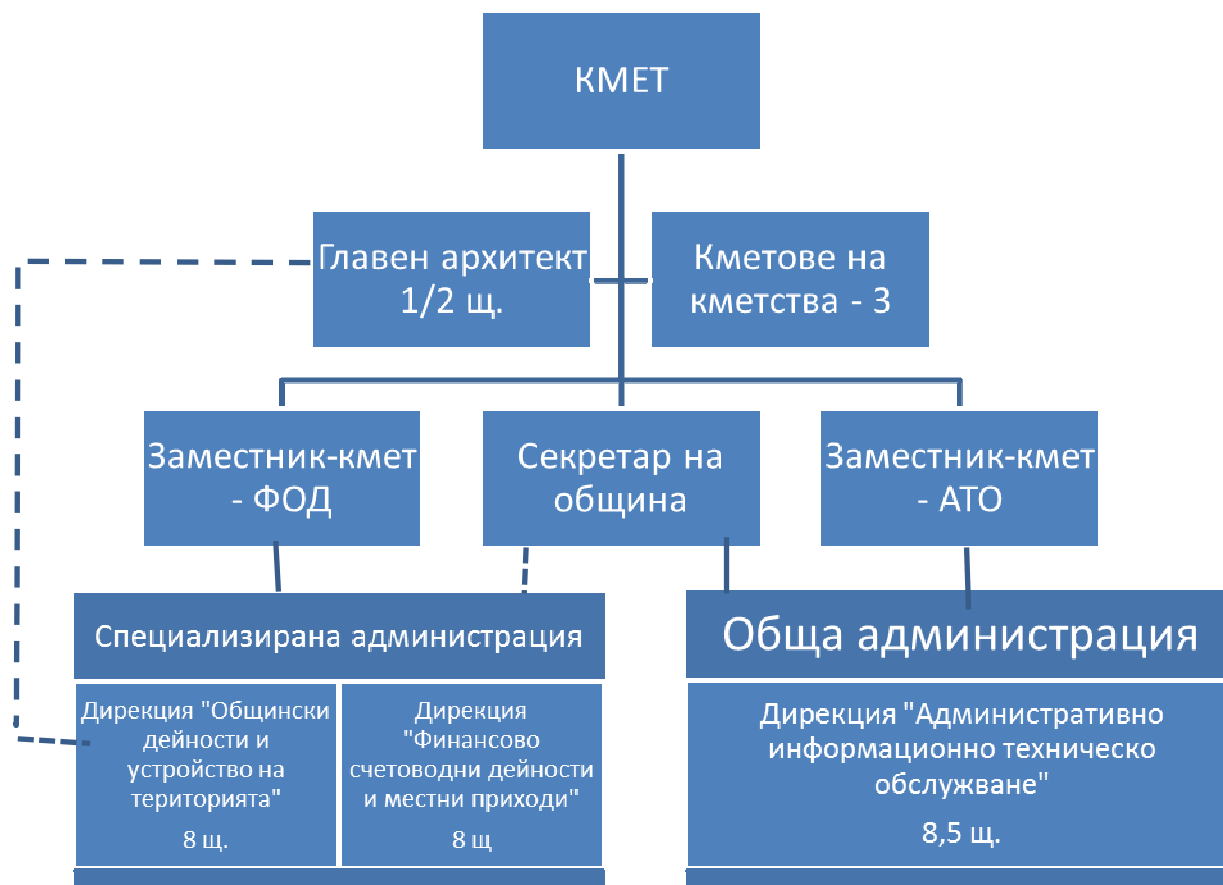 КМЕТ
Главен архитект
1/2 щ.
Кметове на
кметства - 3
Заместник-кмет
- ФОД
Секретар на
община
Заместник-кмет
- АТО
Специализирана администрация
Дирекция "Общински
дейности и
устройство на
територията"
8 щ.
Дирекция
"Финансово
счетоводни дейности
и местни приходи"
8 щ
Обща администрация
Дирекция "Административно
информационно техническо
обслужване"
8,5 щ.